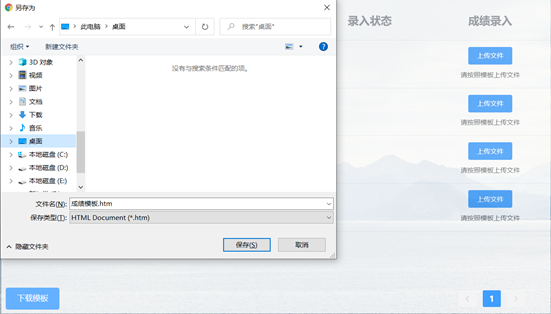 另存为
此电脑 > 桌面
搜索"桌面"
组织
新建文件夹
没有与搜索条件匹配的项。
3D 对象
视频
图片
文档
下载
音乐
桌面
本地磁盘 (C:)
本地磁盘 (D:)
本地磁盘 (E:)
文件名(N): 成绩模板.htm
保存类型(T): HTML Document (*.htm)
隐藏文件夹
保存(S)
取消
录入状态
成绩录入
上传文件
请按照模板上传文件
上传文件
请按照模板上传文件
上传文件
请按照模板上传文件
上传文件
请按照模板上传文件
下载模板
1